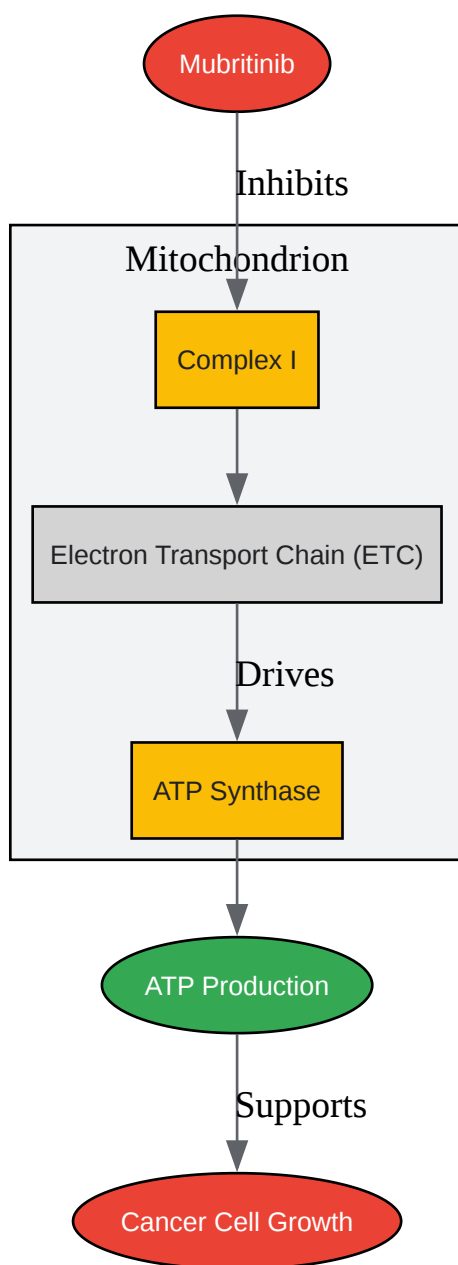 Mubritinib
Inhibits
Mitochondrion
Complex I
Electron Transport Chain (ETC)
Drives
ATP Synthase
ATP Production
Supports
Cancer Cell Growth